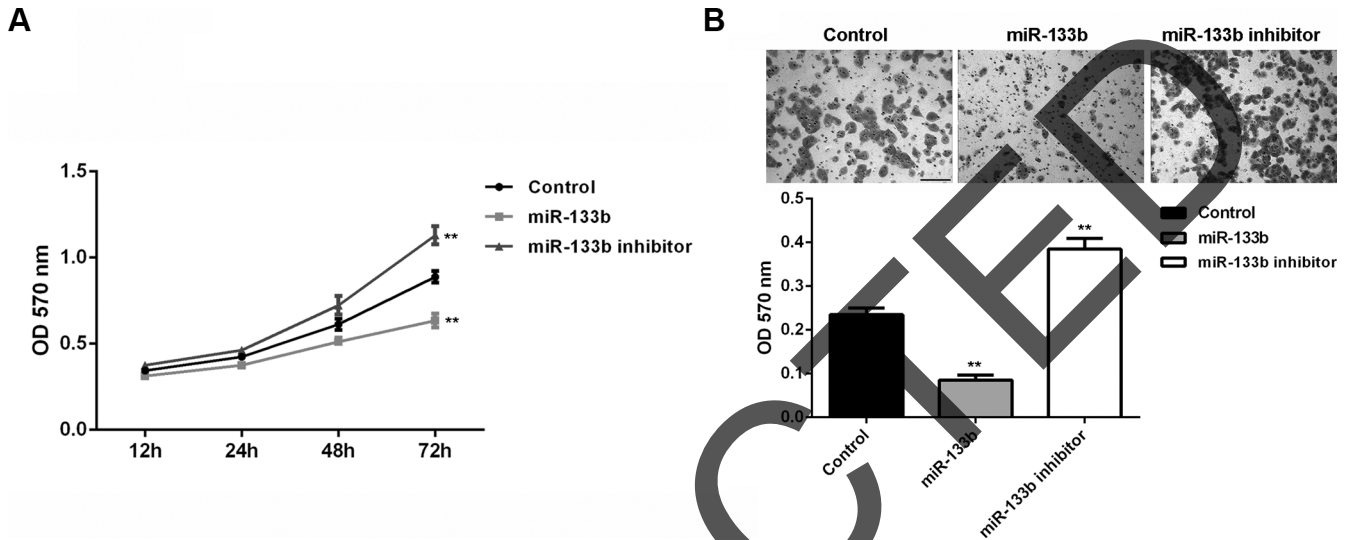 A
1.5
1.0
0.5
0.0
OD 570 nm
12h
24h
48h
72h
**
**
Control
miR-133b
miR-133b inhibitor
B
Control
miR-133b
miR-133b inhibitor
0.5
0.4
0.3
0.2
0.1
0.0
OD 570 nm
**
**
Control
miR-133b
miR-133b inhibitor
Control
miR-133b
miR-133b inhibitor
CTED